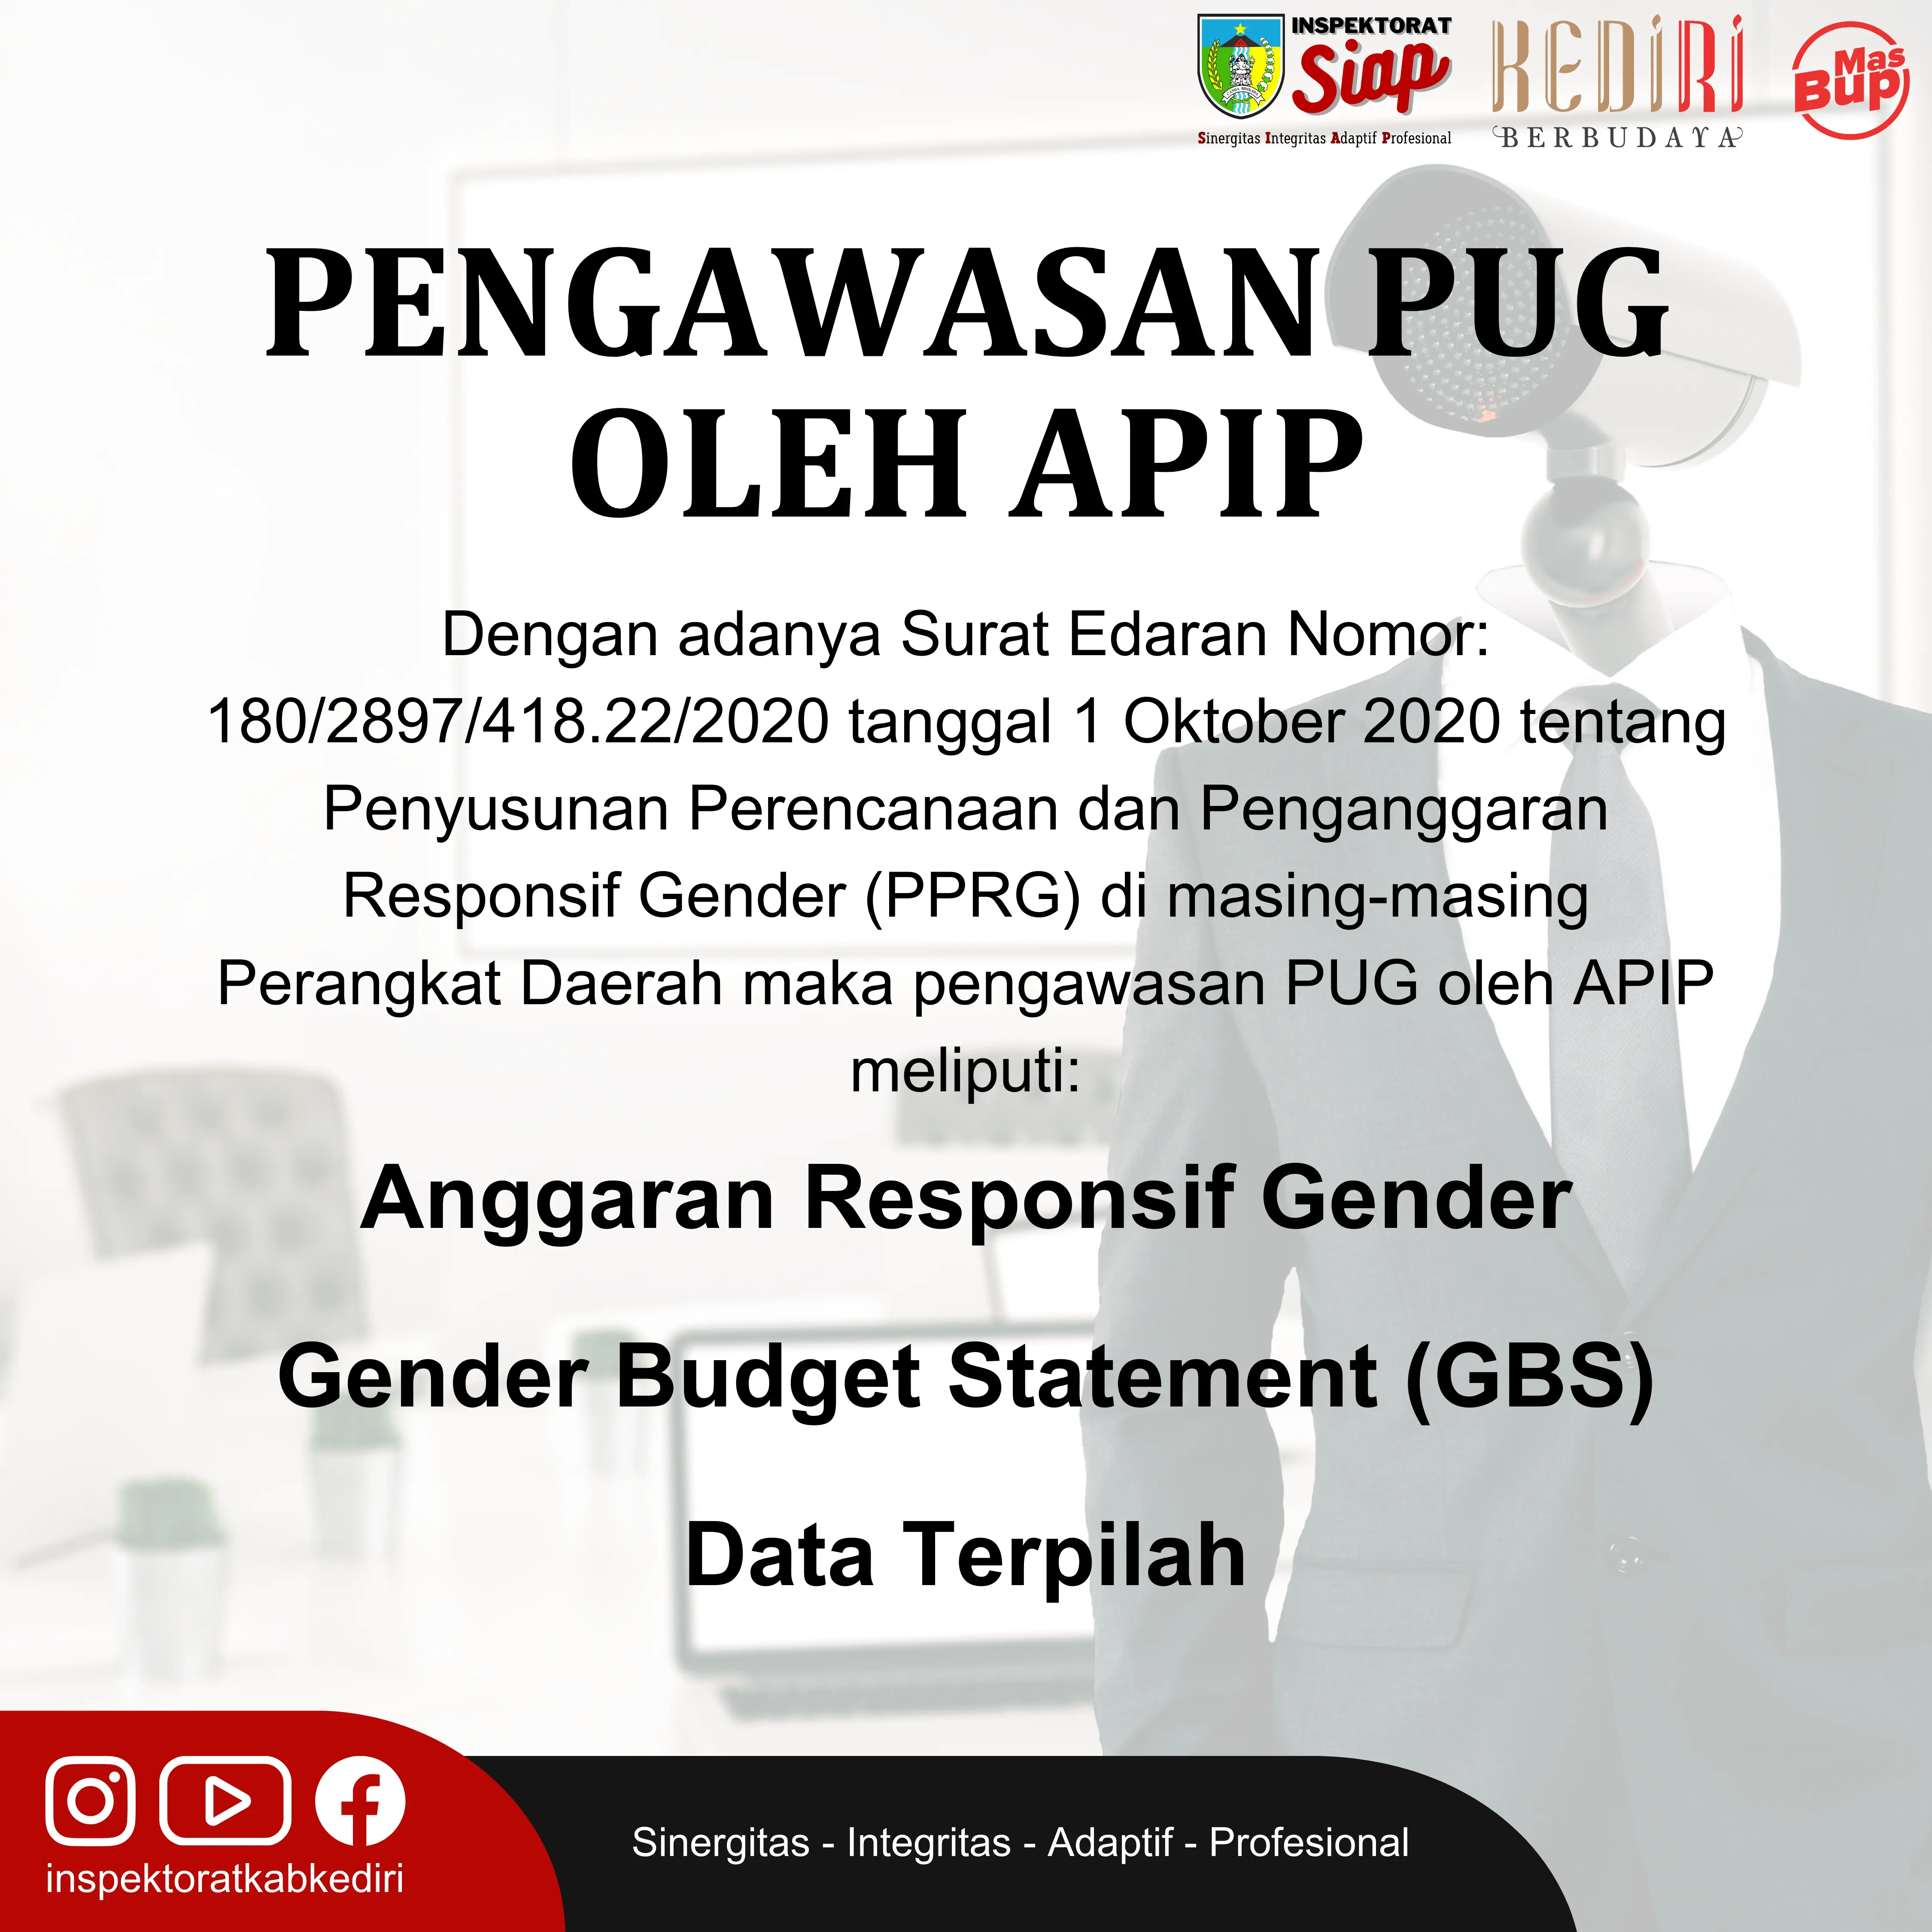 INSPEKTORAT
Siap
Sinergitas Integritas Adaptif Profesional
KEDIRI
BERBUDAYA
Mas
Bup
PENGAWASAN PUG
OLEH APIP
Dengan adanya Surat Edaran Nomor:
180/2897/418.22/2020 tanggal 1 Oktober 2020 tentang
Penyusunan Perencanaan dan Penganggaran
Responsif Gender (PPRG) di masing-masing
Perangkat Daerah maka pengawasan PUG oleh APIP
meliputi:
Anggaran Responsif Gender
Gender Budget Statement (GBS)
Data Terpilah
inspektoratkabkediri
Sinergitas - Integritas - Adaptif - Profesional